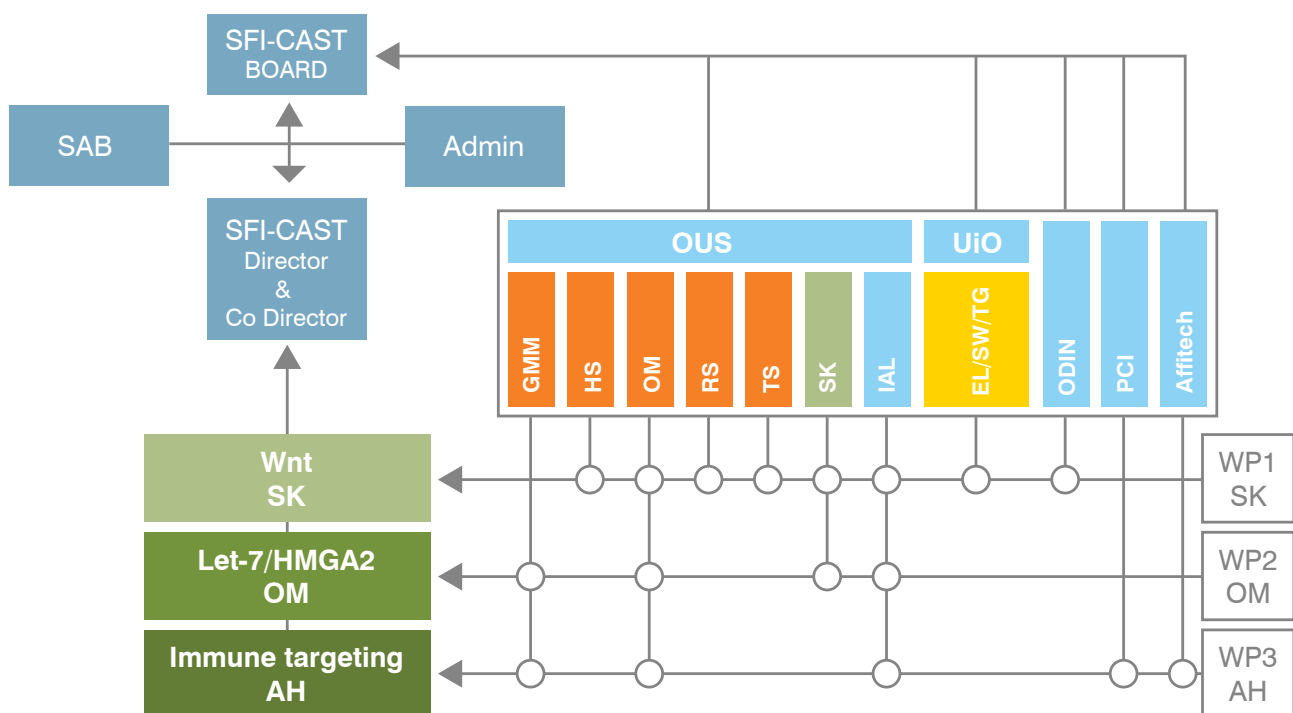 SFI-CAST
BOARD
SAB
Admin
SFI-CAST
Director
&
Co Director
OUS
UiO
GMM
HS
OM
RS
TS
SK
IAL
EL/SW/TG
ODIN
PCI
Affitech
Wnt
SK
WP1
SK
Let-7/HMGA2
OM
WP2
OM
Immune targeting
AH
WP3
AH